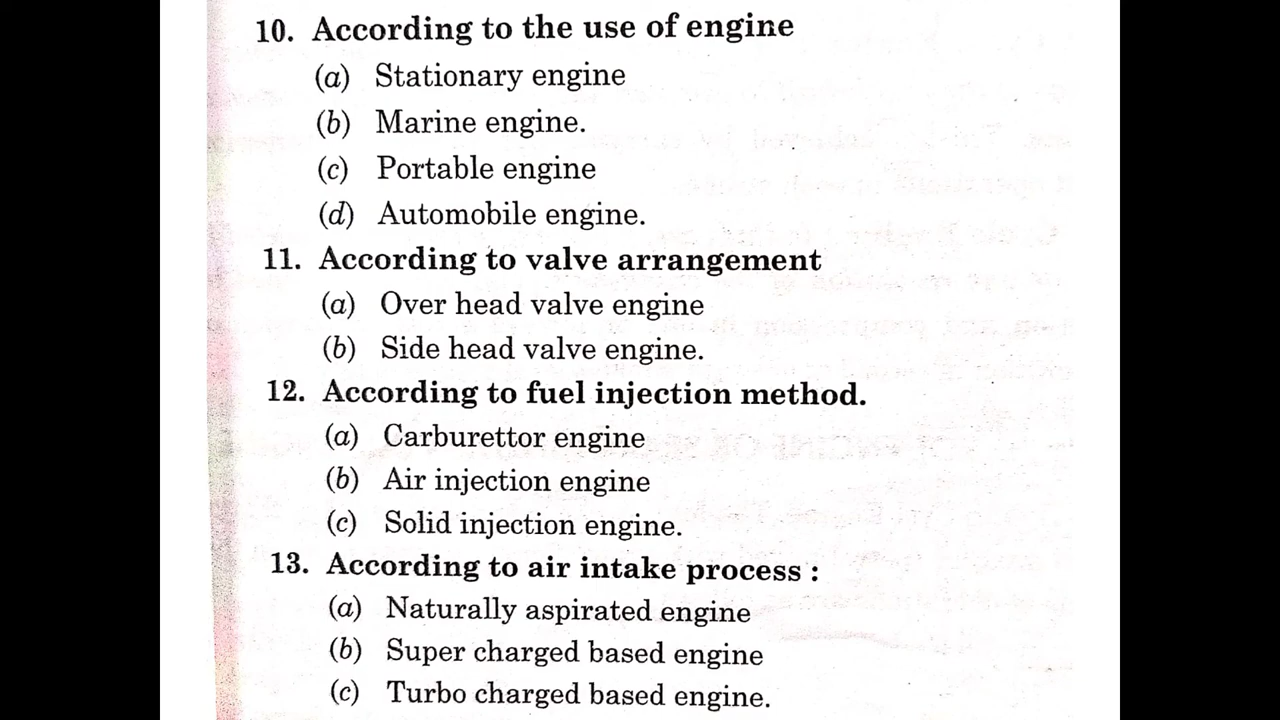 10. According to the use of engine
(a) Stationary engine
(b) Marine engine.
(c) Portable engine
(d) Automobile engine.
11. According to valve arrangement
(a) Over head valve engine
(b) Side head valve engine.
12. According to fuel injection method.
(a) Carburettor engine
(b) Air injection engine
(c) Solid injection engine.
13. According to air intake process :
(a) Naturally aspirated engine
(b) Super charged based engine
(c) Turbo charged based engine.